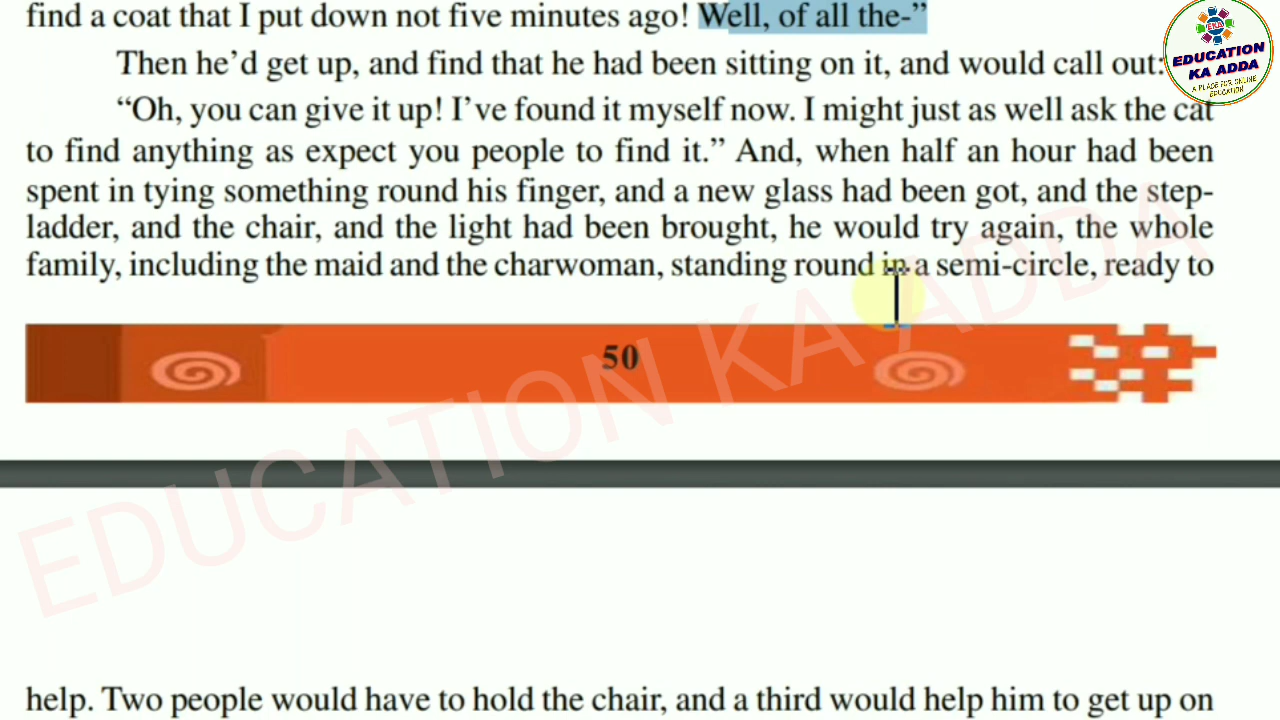 find a coat that I put down not five minutes ago! Well, of all the-”
EKA
EDUCATION
KA ADDA
A PLACE FOR ONLINE
EDUCATION
Then he’d get up, and find that he had been sitting on it, and would call out:
“Oh, you can give it up! I’ve found it myself now. I might just as well ask the cat
to find anything as expect you people to find it.” And, when half an hour had been
spent in tying something round his finger, and a new glass had been got, and the step-
ladder, and the chair, and the light had been brought, he would try again, the whole
family, including the maid and the charwoman, standing round in a semi-circle, ready to
50
EDUCATION KA ADDA
help. Two people would have to hold the chair, and a third would help him to get up on